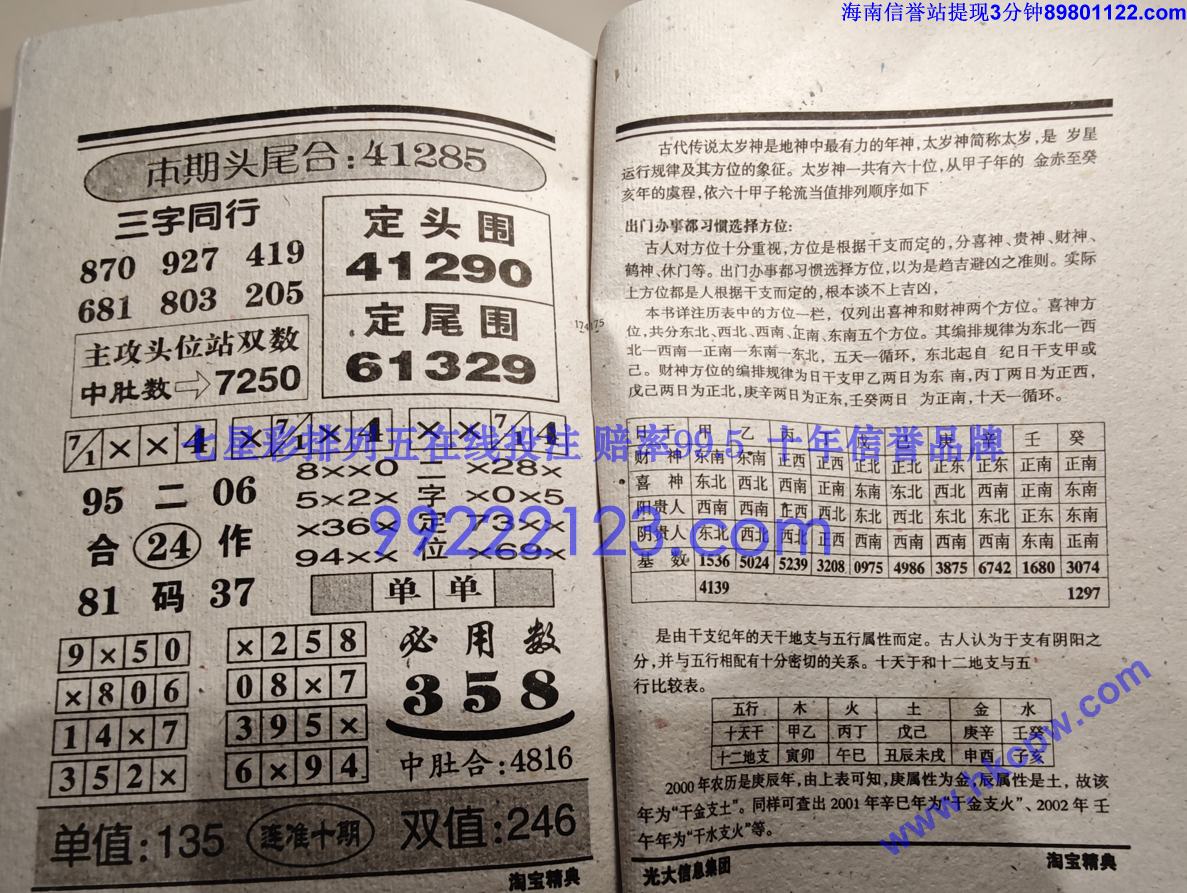 海南信誉站提现3分钟89801122.com
本期头尾合:41285
三字同行
870 927 419
681 803 205
主攻头位站双数
中肚数⇨7250
定头围
41290
定尾围
61329
7/1 × × 4 × 7/1 × 4 × × 7/1 4
七星彩排列五在线投注 赔率99.5 十年信誉品牌
95 二 06
合 24 作
81 码 37
8××0 二 ×28×
5×2× 字 ×0×5
×36× 定 73××
94×× 位 ×69×
99222123.com
单 单
9×50 ×258
×806 08×7
14×7 395×
352× 6×94
必用数
358
中肚合:4816
单值:135 连准十期 双值:246
淘宝精典
174175
古代传说太岁神是地神中最有力的年神,太岁神简称太岁,是 岁星
运行规律及其方位的象征。太岁神一共有六十位,从甲子年的 金赤至癸
亥年的虞程,依六十甲子轮流当值排列顺序如下
出门办事都习惯选择方位:
古人对方位十分重视,方位是根据干支而定的,分喜神、贵神、财神、
鹤神、休门等。出门办事都习惯选择方位,以为是趋吉避凶之准则。实际
上方位都是人根据干支而定的,根本谈不上吉凶,
本书详注历表中的方位一栏，仅列出喜神和财神两个方位。喜神方
位,共分东北、西北、西南、正南、东南五个方位。其编排规律为东北一西
北一西南一正南一东南一东北，五天一循环，东北起自 纪日干支甲或
己。财神方位的编排规律为日干支甲乙两日为东 南,丙丁两日为正西,
戊己两日为正北,庚辛两日为正东,壬癸两日 为正南,十天一循环。
日干 甲 乙 丙 戊 己 庚 辛 壬 癸
财神 东南 东南 正西 正西 正北 正北 正东 正东 正南 正南
喜神 东北 西北 西南 正南 东南 东北 西北 西南 正南 东南
阳贵人 西南 西南 正西 西北 东北 西北 东北 东北 正东 东南
阴贵人 东北 西北 西北 正西 西南 西南 西南 西南 东南 正南
基数 1536 5024 5239 3208 0975 4986 3875 6742 1680 3074
4139 1297
是由干支纪年的天干地支与五行属性而定。古人认为于支有阴阳之
分,并与五行相配有十分密切的关系。十天于和十二地支与五
行比较表。
五行 木 火 土 金 水
十天干 甲乙 丙丁 戊己 庚辛 壬癸
十二地支 寅卯 午巳 丑辰未戌 申酉 子亥
2000年农历是庚辰年,由上表可知,庚属性为金,辰属性是土，故该
年为“干金支土”。同样可查出2001年辛巳年为“干金支火”、2002年 壬
午年为“干水支火”等。
www.hkcpw.com
光大信息集团
淘宝精典